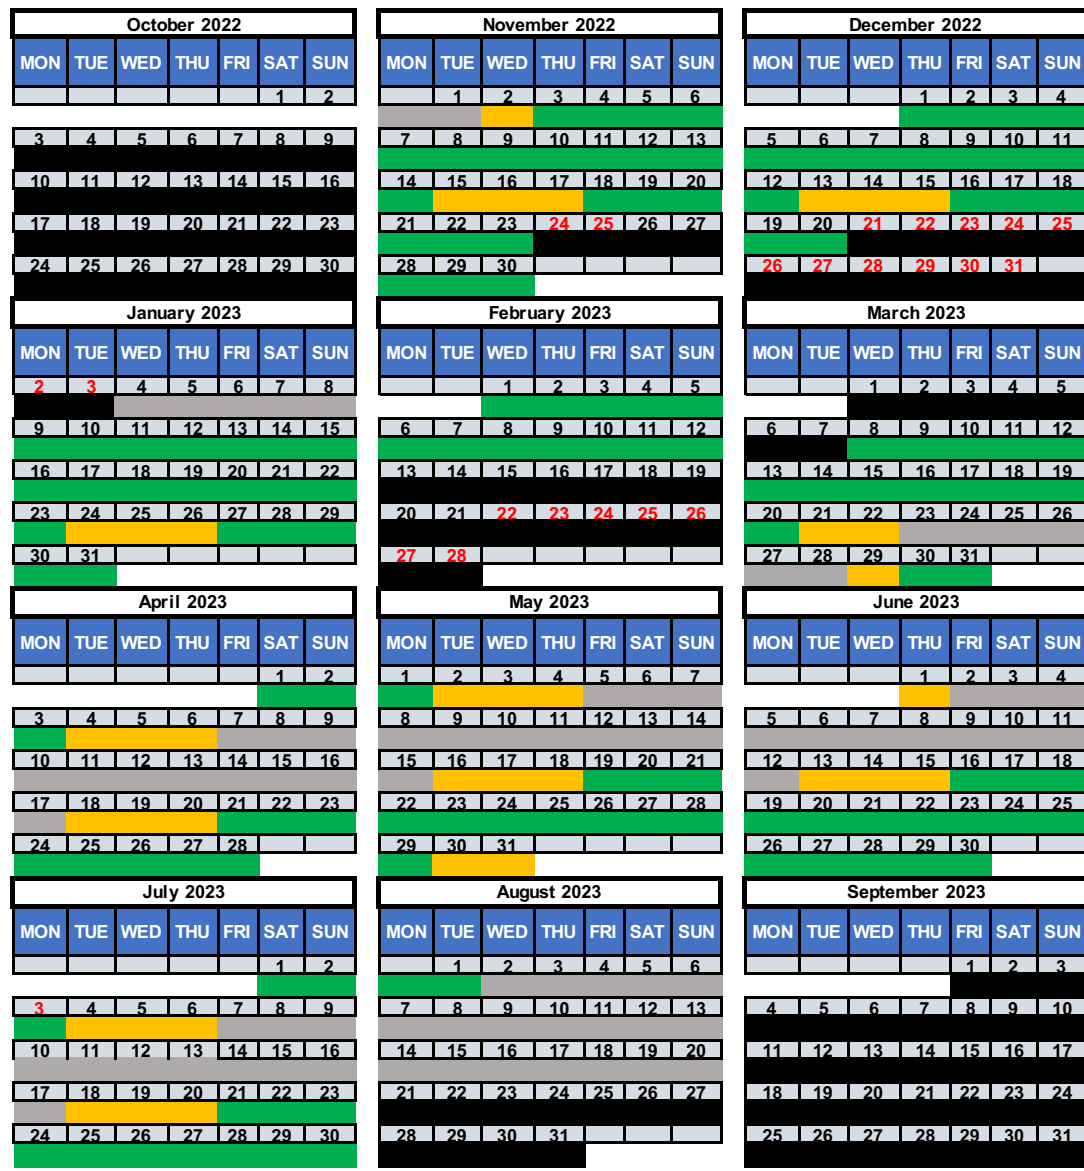 October 2022
MON TUE WED THU FRI SAT SUN
1 2
3 4 5 6 7 8 9
10 11 12 13 14 15 16
17 18 19 20 21 22 23
24 25 26 27 28 29 30
November 2022
MON TUE WED THU FRI SAT SUN
1 2 3 4 5 6
7 8 9 10 11 12 13
14 15 16 17 18 19 20
21 22 23 24 25 26 27
28 29 30
December 2022
MON TUE WED THU FRI SAT SUN
1 2 3 4
5 6 7 8 9 10 11
12 13 14 15 16 17 18
19 20 21 22 23 24 25
26 27 28 29 30 31
January 2023
MON TUE WED THU FRI SAT SUN
2 3 4 5 6 7 8
9 10 11 12 13 14 15
16 17 18 19 20 21 22
23 24 25 26 27 28 29
30 31
February 2023
MON TUE WED THU FRI SAT SUN
1 2 3 4 5
6 7 8 9 10 11 12
13 14 15 16 17 18 19
20 21 22 23 24 25 26
27 28
March 2023
MON TUE WED THU FRI SAT SUN
1 2 3 4 5
6 7 8 9 10 11 12
13 14 15 16 17 18 19
20 21 22 23 24 25 26
27 28 29 30 31
April 2023
MON TUE WED THU FRI SAT SUN
1 2
3 4 5 6 7 8 9
10 11 12 13 14 15 16
17 18 19 20 21 22 23
24 25 26 27 28
May 2023
MON TUE WED THU FRI SAT SUN
1 2 3 4 5 6 7
8 9 10 11 12 13 14
15 16 17 18 19 20 21
22 23 24 25 26 27 28
29 30 31
June 2023
MON TUE WED THU FRI SAT SUN
1 2 3 4
5 6 7 8 9 10 11
12 13 14 15 16 17 18
19 20 21 22 23 24 25
26 27 28 29 30
July 2023
MON TUE WED THU FRI SAT SUN
1 2
3 4 5 6 7 8 9
10 11 12 13 14 15 16
17 18 19 20 21 22 23
24 25 26 27 28 29 30
August 2023
MON TUE WED THU FRI SAT SUN
1 2 3 4 5 6
7 8 9 10 11 12 13
14 15 16 17 18 19 20
21 22 23 24 25 26 27
28 29 30 31
September 2023
MON TUE WED THU FRI SAT SUN
1 2 3
4 5 6 7 8 9 10
11 12 13 14 15 16 17
18 19 20 21 22 23 24
25 26 27 28 29 30 31